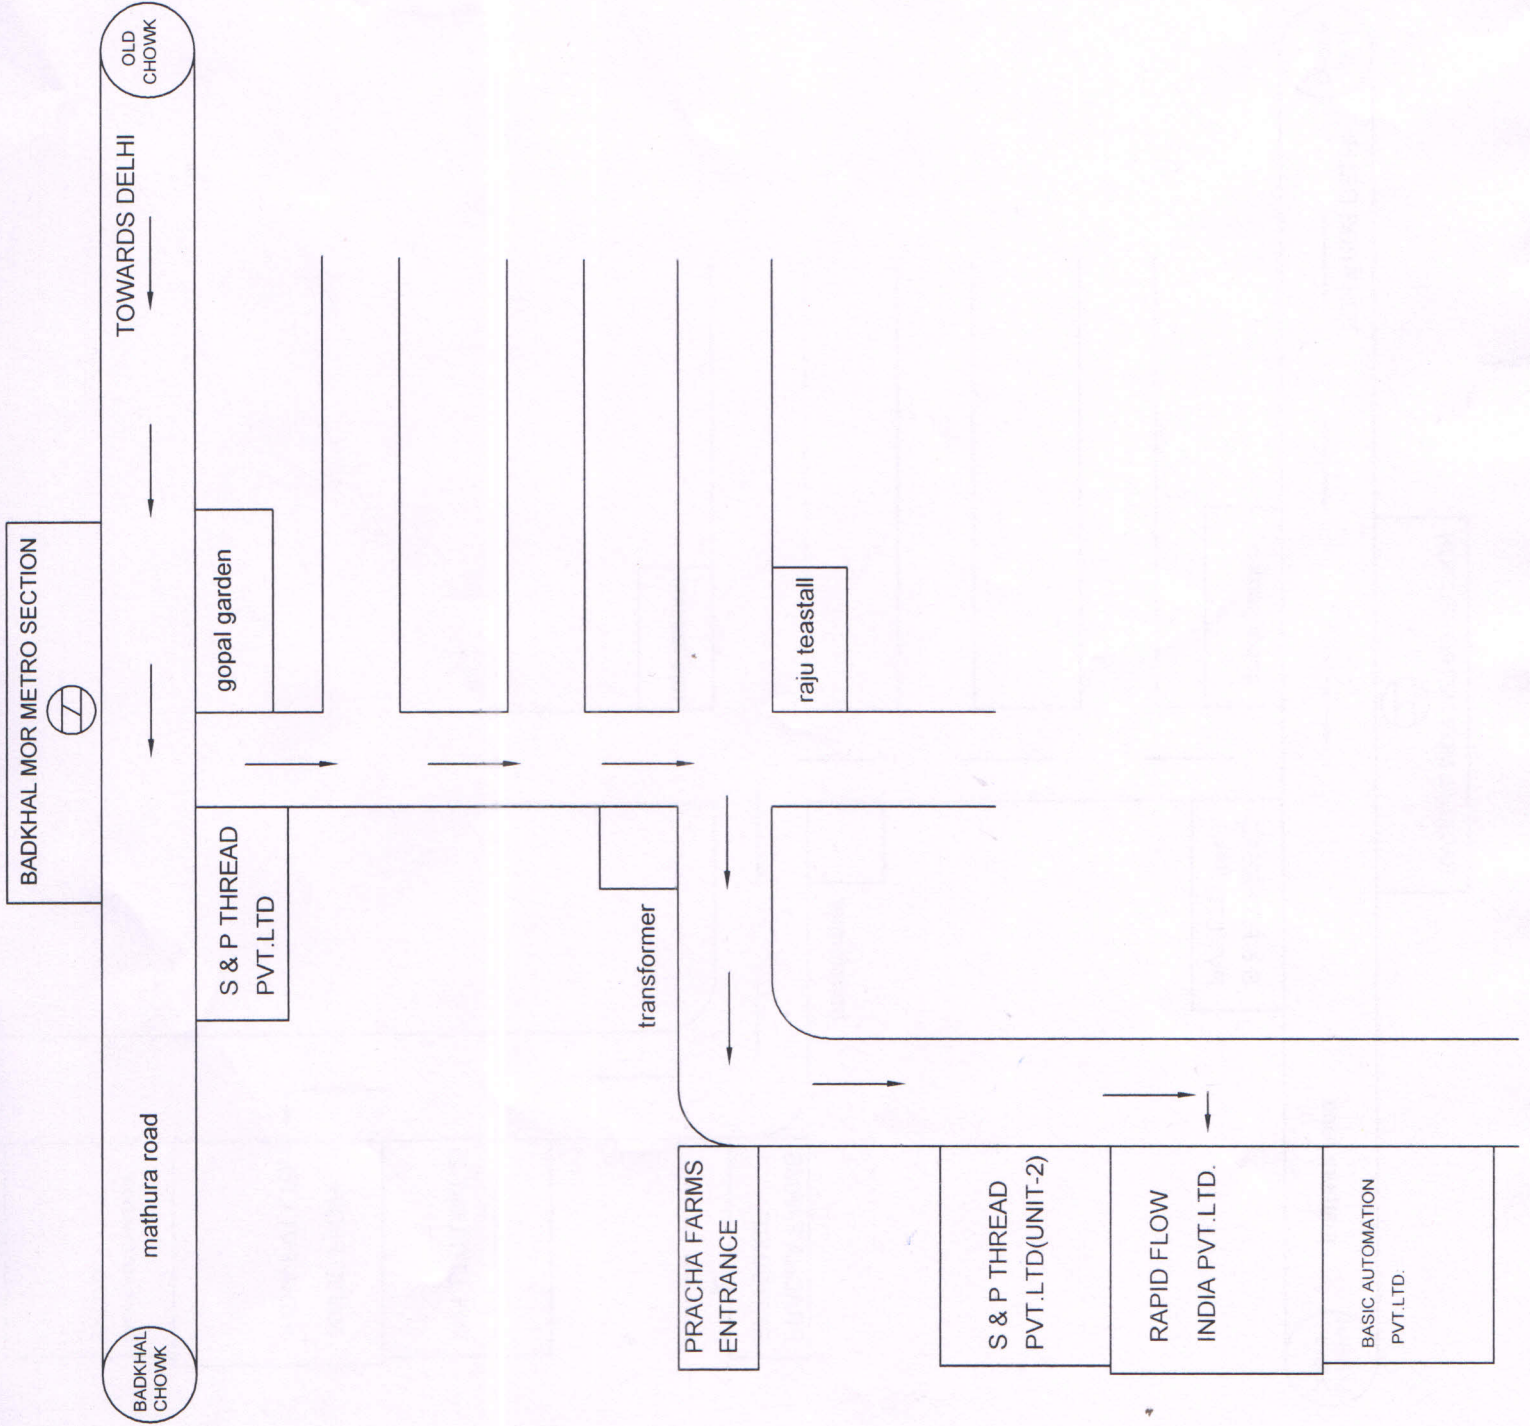 BADKHAL MOR METRO SECTION
BADKHAL
CHOWK
mathura road
TOWARDS DELHI
OLD
CHOWK
S & P THREAD
PVT.LTD
gopal garden
transformer
PRACHA FARMS
ENTRANCE
raju teastall
S & P THREAD
PVT.LTD(UNIT-2)
RAPID FLOW
INDIA PVT.LTD.
BASIC AUTOMATION
PVT.LTD.